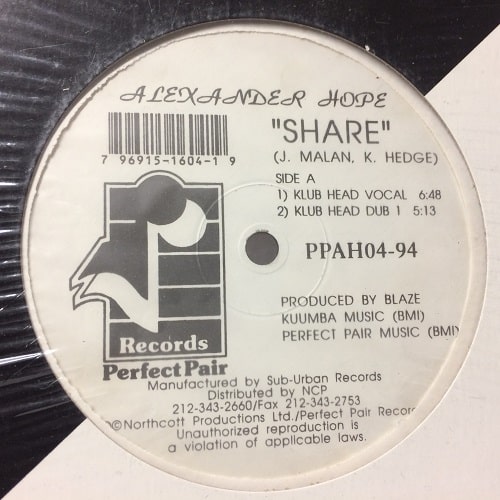 ALEXANDER HOPE
7 96915-1604-1 9
"SHARE"
(J. MALAN, K. HEDGE)
SIDE A
1) KLUB HEAD VOCAL 6:48
2) KLUB HEAD DUB I 5:13
PPAH04-94
PRODUCED BY BLAZE
KUUMBA MUSIC (BMI)
PERFECT PAIR MUSIC (BMI)
Records
Perfect Pair
Manufactured by Sub-Urban Records
Distributed by NCP
212-343-2660/Fax 212-343-2753
℗©Northcott Productions Ltd./Perfect Pair Record
Unauthorized reproduction is
a violation of applicable laws.